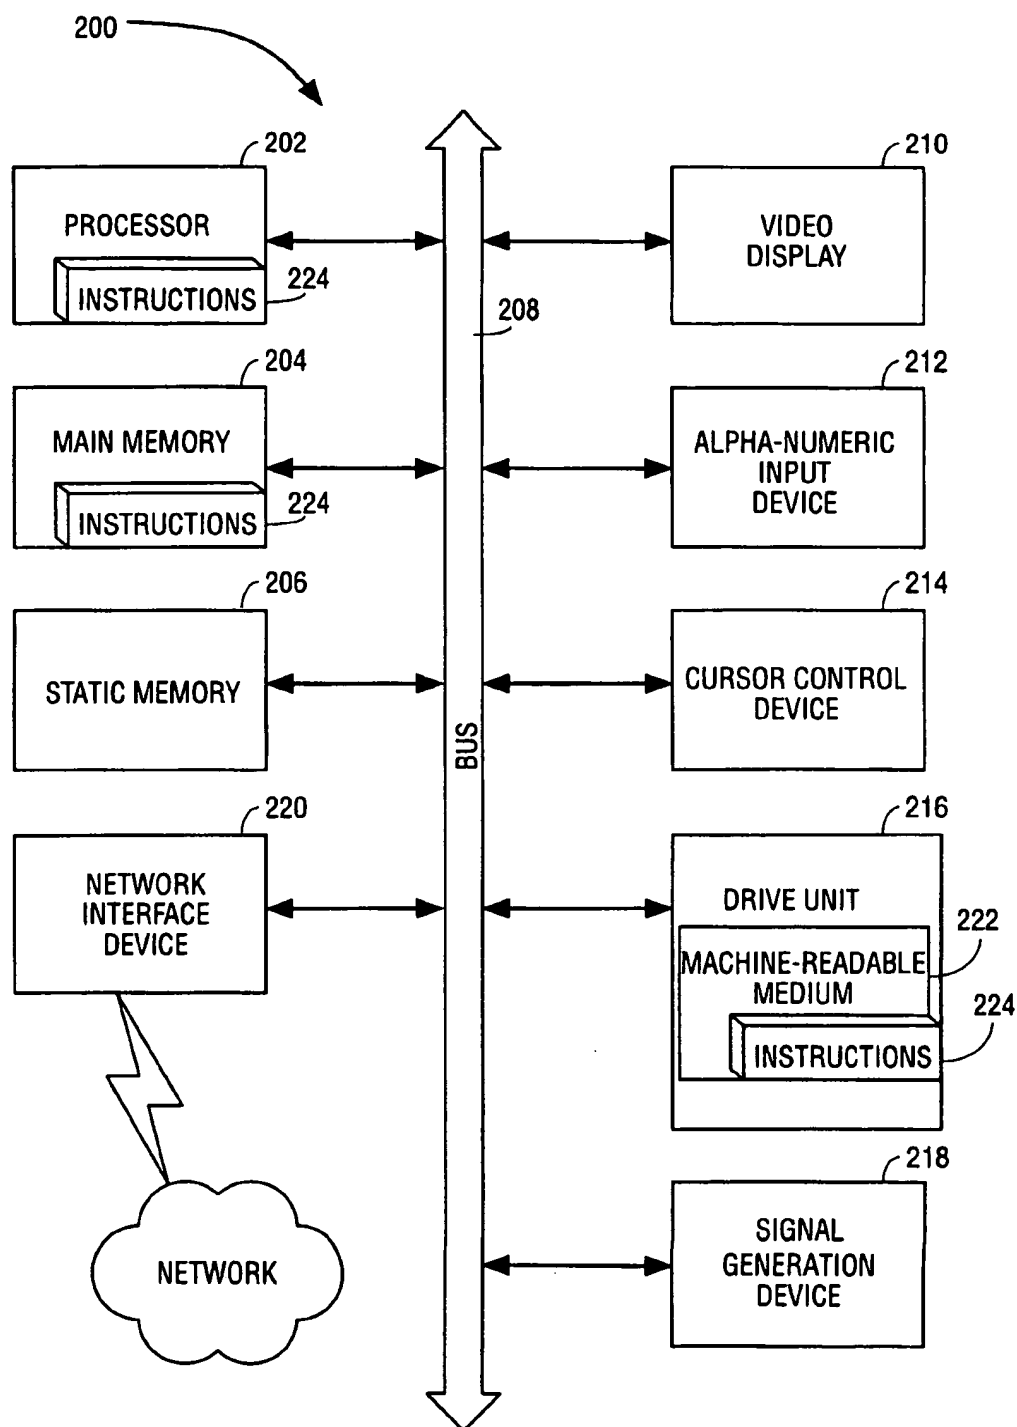 200
202
PROCESSOR
INSTRUCTIONS
224
204
MAIN MEMORY
INSTRUCTIONS
224
206
STATIC MEMORY
220
NETWORK
INTERFACE
DEVICE
NETWORK
208
BUS
210
VIDEO
DISPLAY
212
ALPHA-NUMERIC
INPUT
DEVICE
214
CURSOR CONTROL
DEVICE
216
DRIVE UNIT
222
MACHINE-READABLE
MEDIUM
224
INSTRUCTIONS
218
SIGNAL
GENERATION
DEVICE